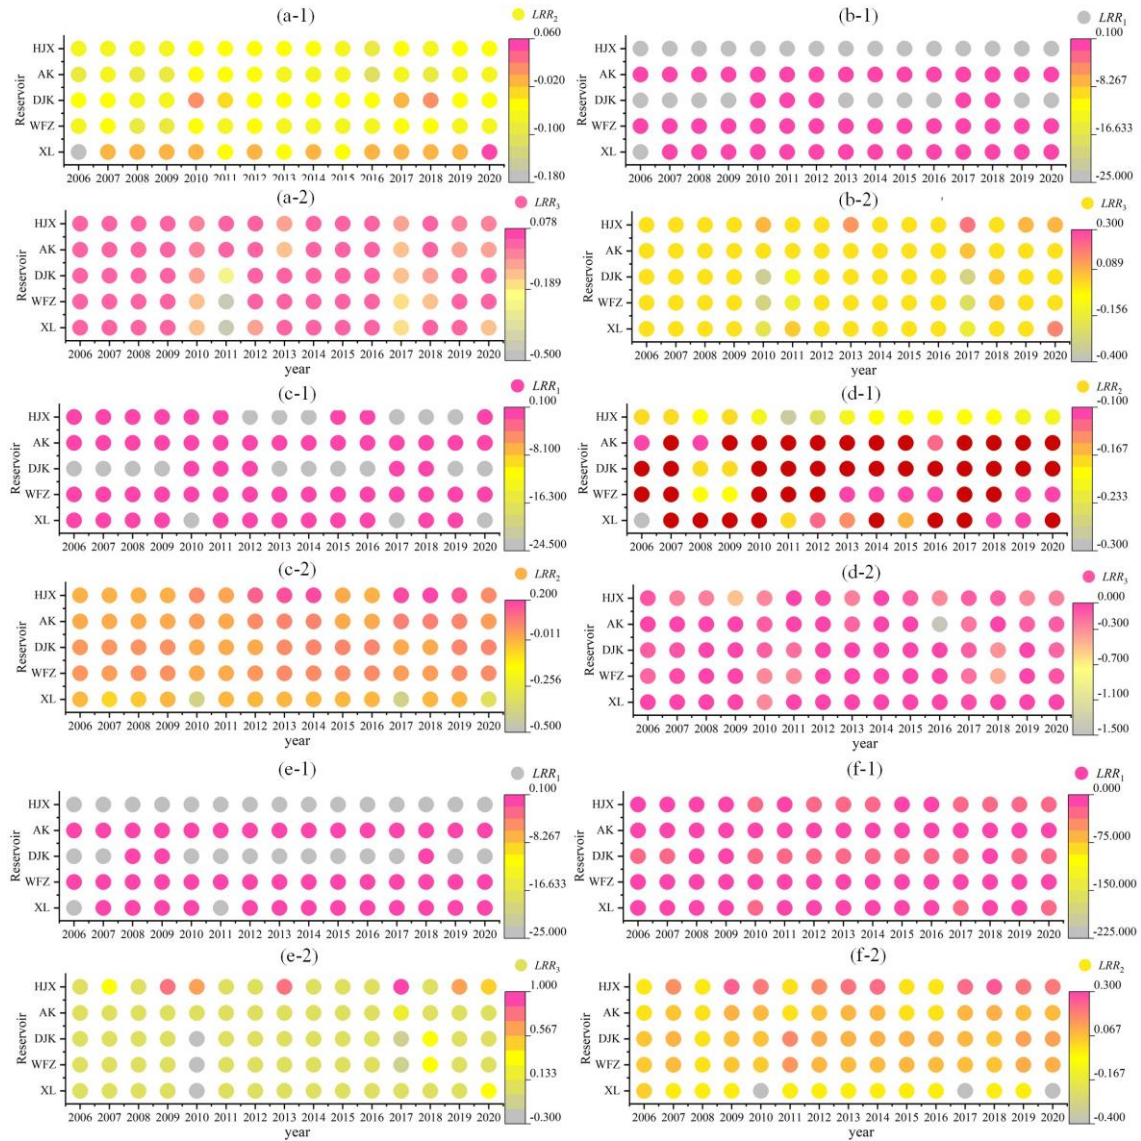 (a-1)
LRR₂
0.060
-0.020
-0.100
-0.180
HJX
AK
DJK
WFZ
XL
Reservoir
2006 2007 2008 2009 2010 2011 2012 2013 2014 2015 2016 2017 2018 2019 2020
(b-1)
LRR₁
0.100
-8.267
-16.633
-25.000
HJX
AK
DJK
WFZ
XL
Reservoir
2006 2007 2008 2009 2010 2011 2012 2013 2014 2015 2016 2017 2018 2019 2020
(a-2)
LRR₃
0.078
-0.189
-0.500
HJX
AK
DJK
WFZ
XL
Reservoir
2006 2007 2008 2009 2010 2011 2012 2013 2014 2015 2016 2017 2018 2019 2020
year
(b-2)
LRR₃
0.300
0.089
-0.156
-0.400
HJX
AK
DJK
WFZ
XL
Reservoir
2006 2007 2008 2009 2010 2011 2012 2013 2014 2015 2016 2017 2018 2019 2020
year
(c-1)
LRR₁
0.100
-8.100
-16.300
-24.500
HJX
AK
DJK
WFZ
XL
Reservoir
2006 2007 2008 2009 2010 2011 2012 2013 2014 2015 2016 2017 2018 2019 2020
(d-1)
LRR₂
-0.100
-0.167
-0.233
-0.300
HJX
AK
DJK
WFZ
XL
Reservoir
2006 2007 2008 2009 2010 2011 2012 2013 2014 2015 2016 2017 2018 2019 2020
(c-2)
LRR₂
0.200
-0.011
-0.256
-0.500
HJX
AK
DJK
WFZ
XL
Reservoir
2006 2007 2008 2009 2010 2011 2012 2013 2014 2015 2016 2017 2018 2019 2020
year
(d-2)
LRR₃
0.000
-0.300
-0.700
-1.100
-1.500
HJX
AK
DJK
WFZ
XL
Reservoir
2006 2007 2008 2009 2010 2011 2012 2013 2014 2015 2016 2017 2018 2019 2020
year
(e-1)
LRR₁
0.100
-8.267
-16.633
-25.000
HJX
AK
DJK
WFZ
XL
Reservoir
2006 2007 2008 2009 2010 2011 2012 2013 2014 2015 2016 2017 2018 2019 2020
(f-1)
LRR₁
0.000
-75.000
-150.000
-225.000
HJX
AK
DJK
WFZ
XL
Reservoir
2006 2007 2008 2009 2010 2011 2012 2013 2014 2015 2016 2017 2018 2019 2020
(e-2)
LRR₃
1.000
0.567
0.133
-0.300
HJX
AK
DJK
WFZ
XL
Reservoir
2006 2007 2008 2009 2010 2011 2012 2013 2014 2015 2016 2017 2018 2019 2020
year
(f-2)
LRR₂
0.300
0.067
-0.167
-0.400
HJX
AK
DJK
WFZ
XL
Reservoir
2006 2007 2008 2009 2010 2011 2012 2013 2014 2015 2016 2017 2018 2019 2020
year